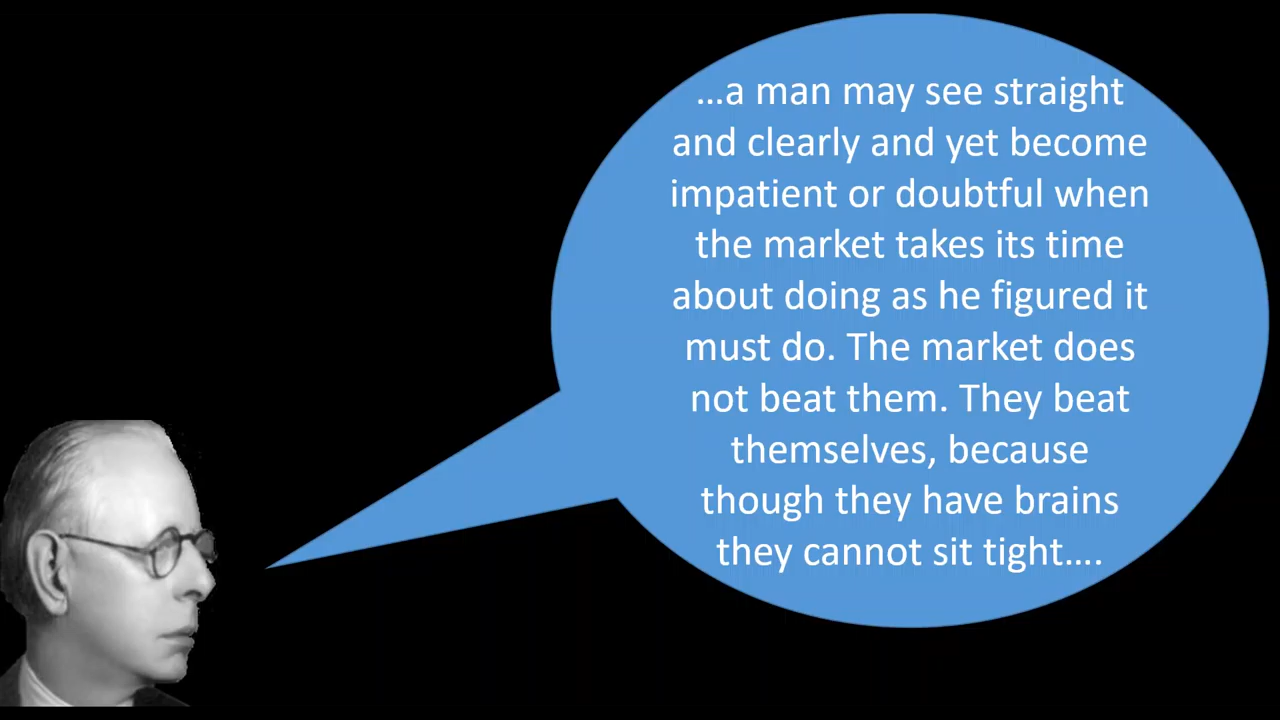 …a man may see straight
and clearly and yet become
impatient or doubtful when
the market takes its time
about doing as he figured it
must do. The market does
not beat them. They beat
themselves, because
though they have brains
they cannot sit tight….